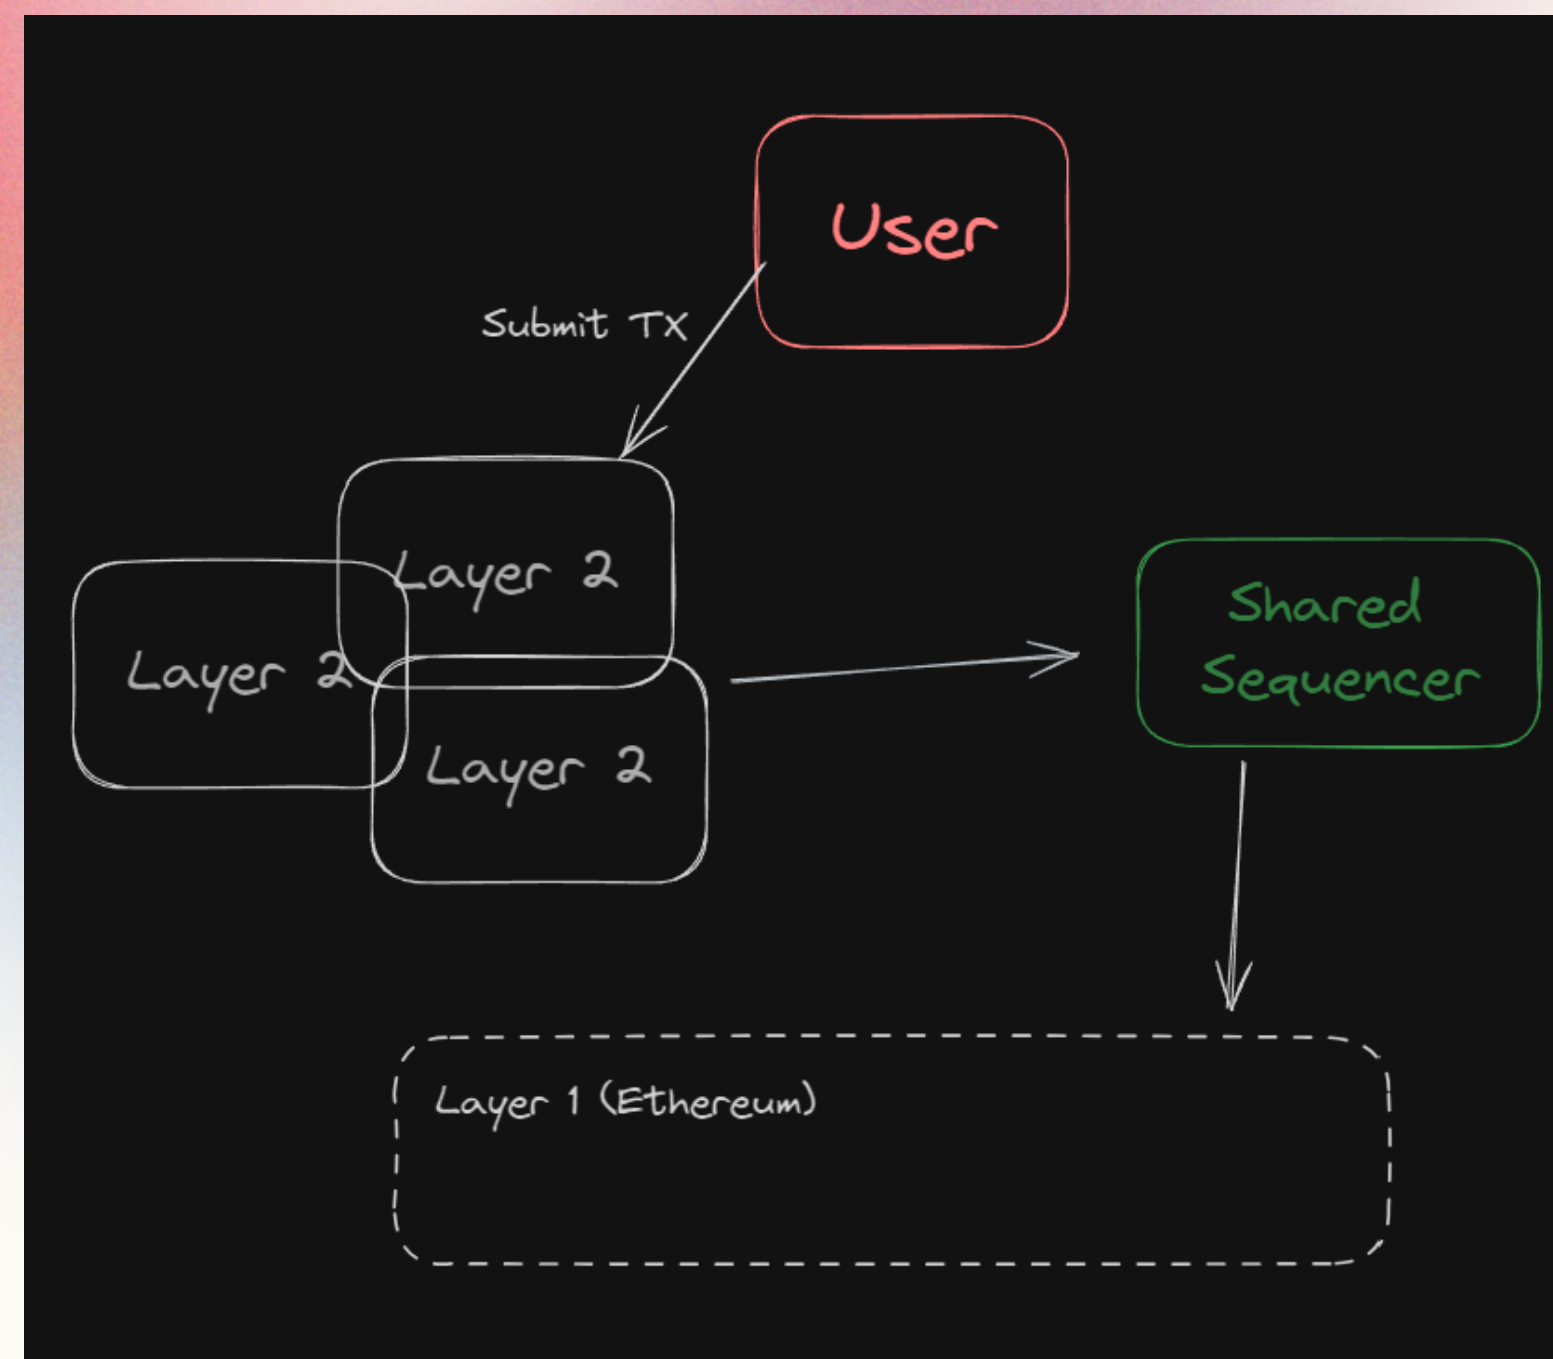 User
Submit TX
Layer 2
Layer 2
Layer 2
Shared
Sequencer
Layer 1 (Ethereum)